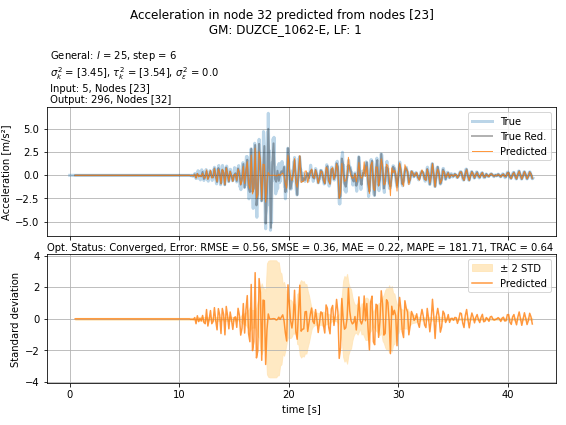 Acceleration in node 32 predicted from nodes [23]
GM: DUZCE_1062-E, LF: 1
General: l = 25, step = 6
σ²ₖ = [3.45], τ²ₖ = [3.54], σ²ε = 0.0
Input: 5, Nodes [23]
Output: 296, Nodes [32]
Acceleration [m/s²]
5.0
2.5
0.0
−2.5
−5.0
True
True Red.
Predicted
Opt. Status: Converged, Error: RMSE = 0.56, SMSE = 0.36, MAE = 0.22, MAPE = 181.71, TRAC = 0.64
Standard deviation
4
2
0
−2
−4
± 2 STD
Predicted
0 10 20 30 40
time [s]